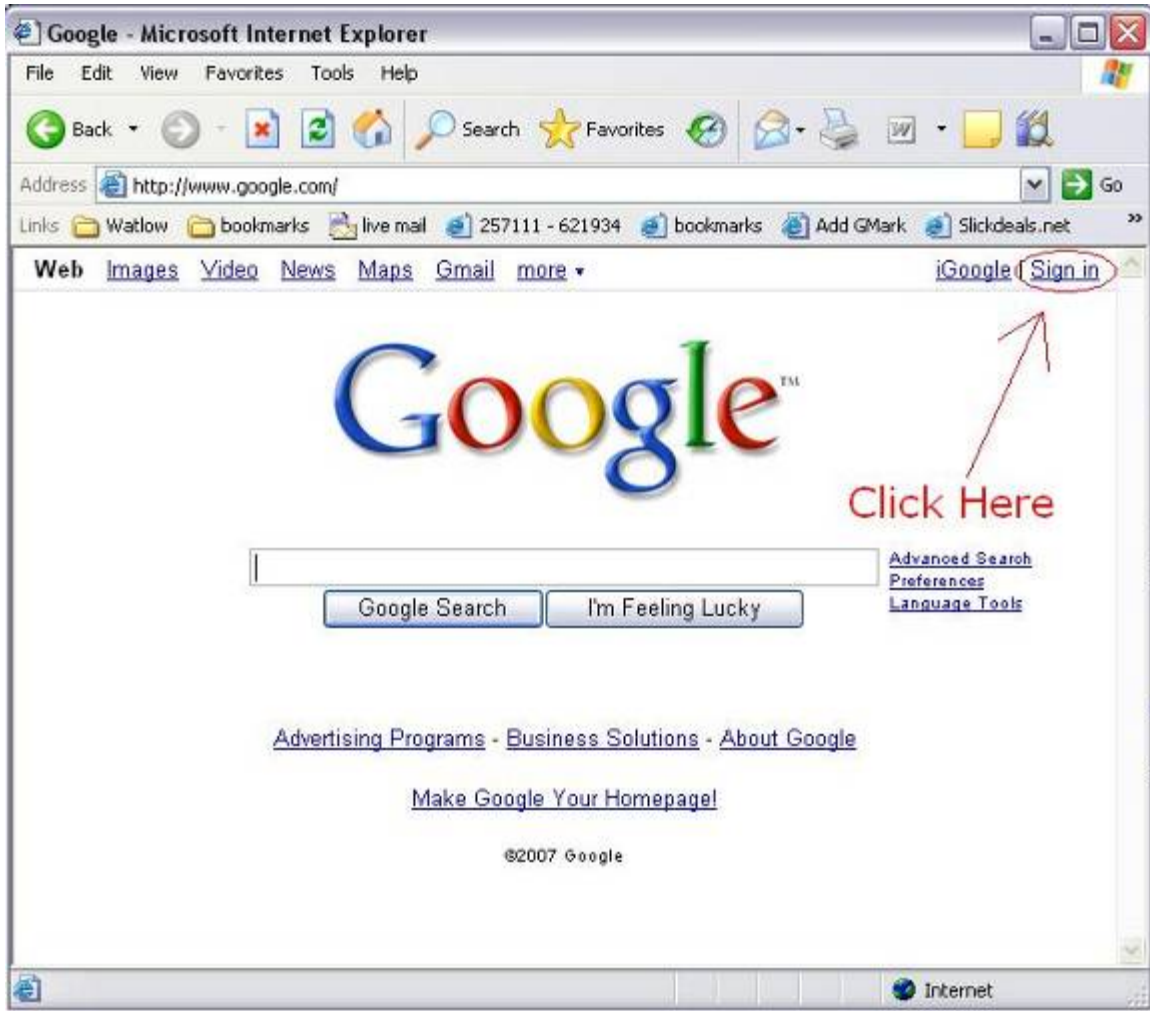 Google - Microsoft Internet Explorer
File Edit View Favorites Tools Help
Back Search Favorites
Address http://www.google.com/ Go
Links Watlow bookmarks live mail 257111 - 621934 bookmarks Add GMark Slickdeals.net »
Web Images Video News Maps Gmail more ▾ iGoogle | Sign in
Google™
Click Here
Advanced Search
Preferences
Language Tools
Google Search I'm Feeling Lucky
Advertising Programs - Business Solutions - About Google
Make Google Your Homepage!
©2007 Google
Internet